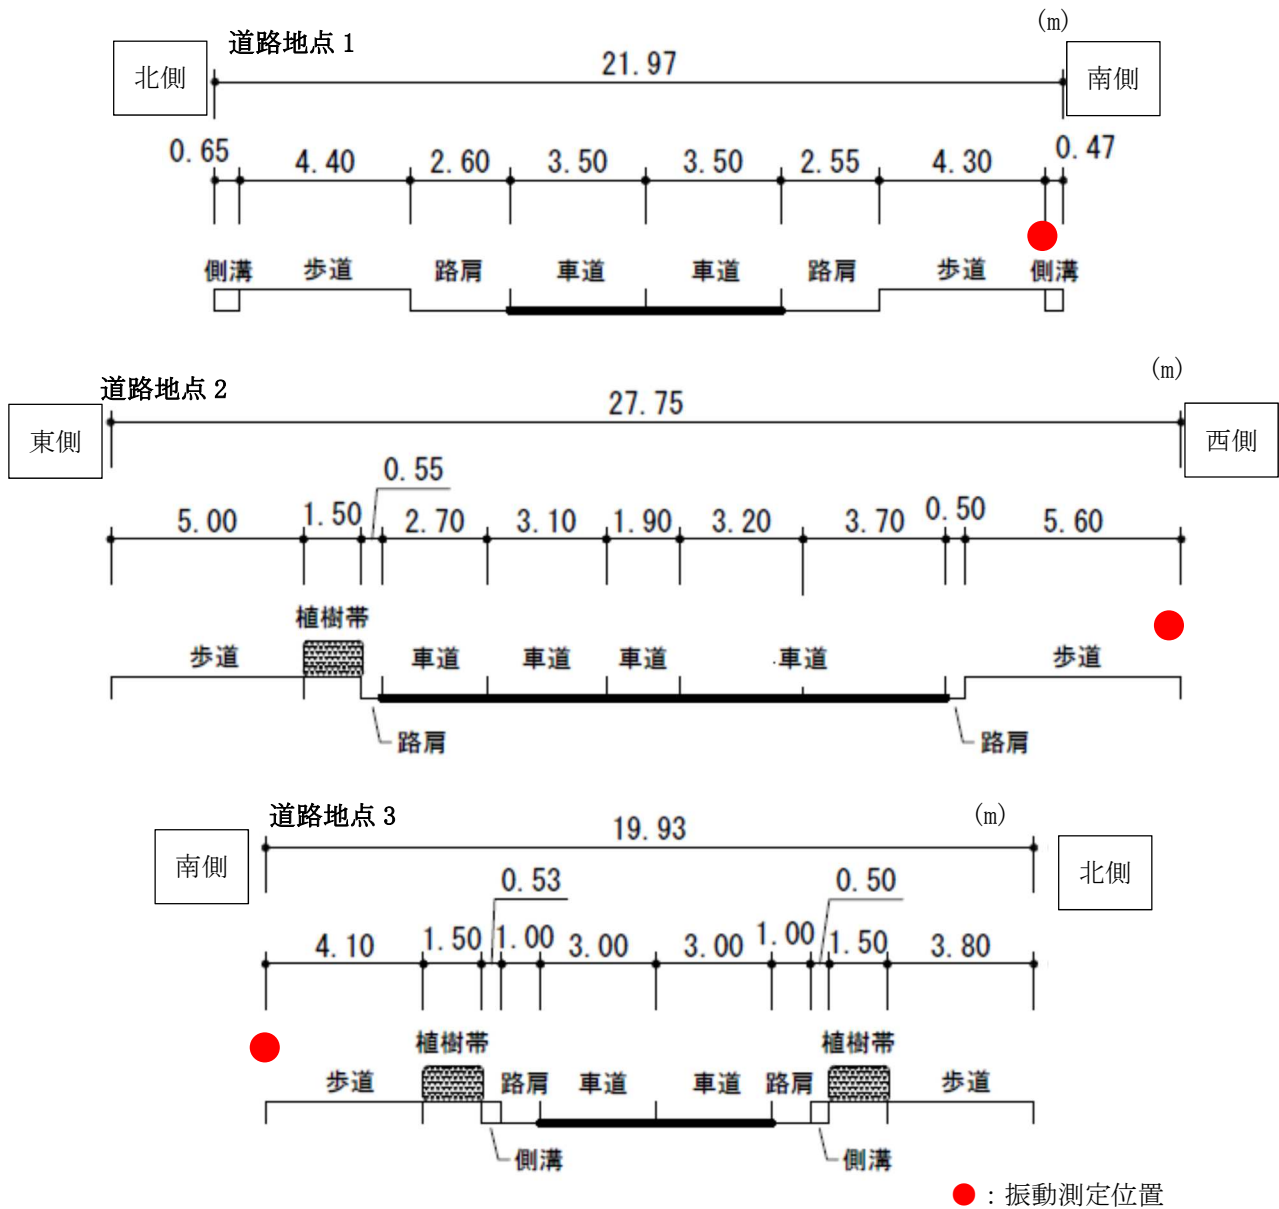 (m)
道路地点 1
北側
21.97
南側
0.65
4.40
2.60
3.50
3.50
2.55
4.30
0.47
側溝
歩道
路肩
車道
車道
路肩
歩道
側溝
(m)
道路地点 2
27.75
東側
西側
0.55
5.00
1.50
2.70
3.10
1.90
3.20
3.70
0.50
5.60
植樹帯
歩道
車道
車道
車道
車道
歩道
路肩
路肩
道路地点 3
(m)
19.93
南側
北側
0.53
0.50
4.10
1.50
1.00
3.00
3.00
1.00
1.50
3.80
植樹帯
植樹帯
歩道
路肩
車道
車道
路肩
歩道
側溝
側溝
：振動測定位置